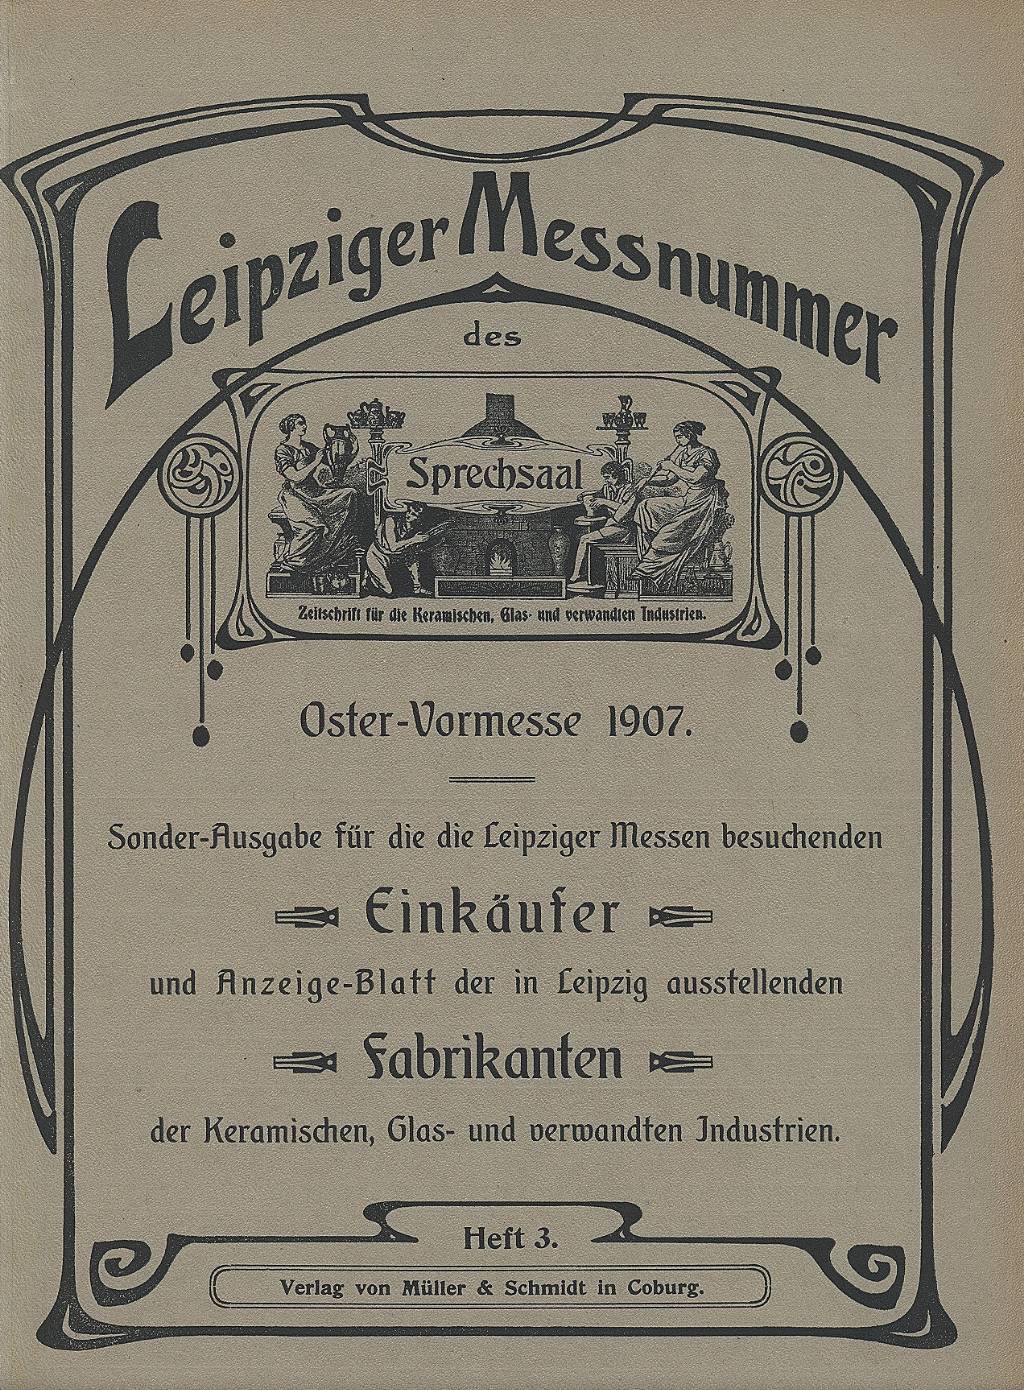 Leipziger Messnummer
des
Sprechsaal
Zeitschrift für die Keramischen, Glas- und verwandten Industrien.
Oster-Vormesse 1907.
Sonder-Ausgabe für die die Leipziger Messen besuchenden
Einkäufer
und Anzeige-Blatt der in Leipzig ausstellenden
Fabrikanten
der Keramischen, Glas- und verwandten Industrien.
Heft 3.
Verlag von Müller & Schmidt in Coburg.